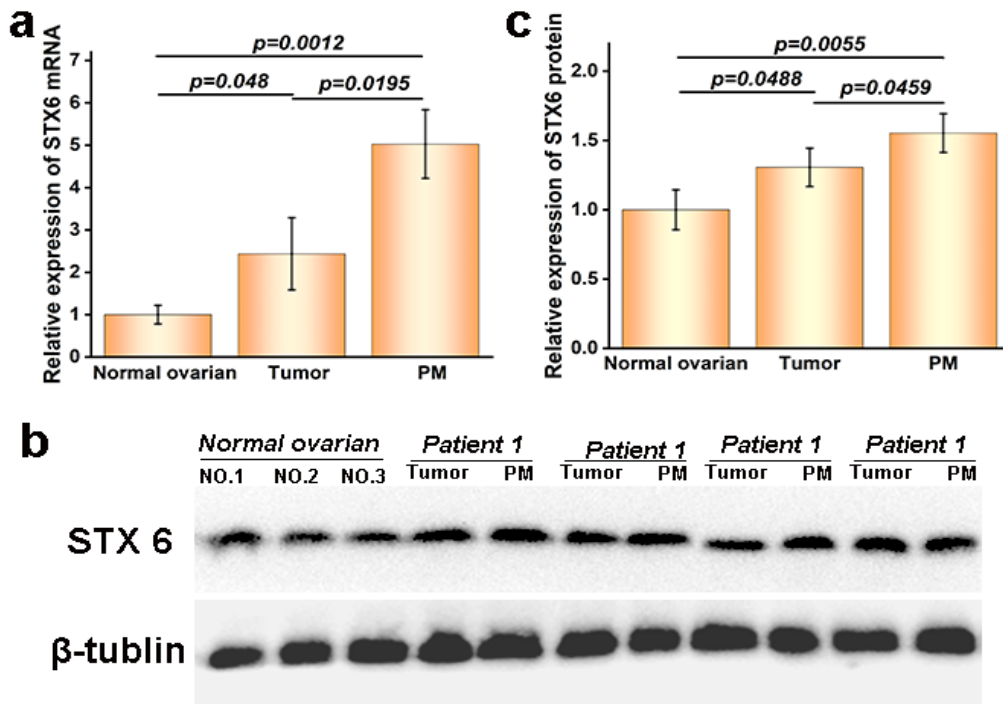 a
Relative expression of STX6 mRNA
7
6
5
4
3
2
1
0
p=0.0012
p=0.048
p=0.0195
Normal ovarian Tumor PM
c
Relative expression of STX6 protein
2.0
1.5
1.0
0.5
0.0
p=0.0055
p=0.0488
p=0.0459
Normal ovarian Tumor PM
b
Normal ovarian Patient 1 Patient 1 Patient 1 Patient 1
NO.1 NO.2 NO.3 Tumor PM Tumor PM Tumor PM Tumor PM
STX 6
β-tublin